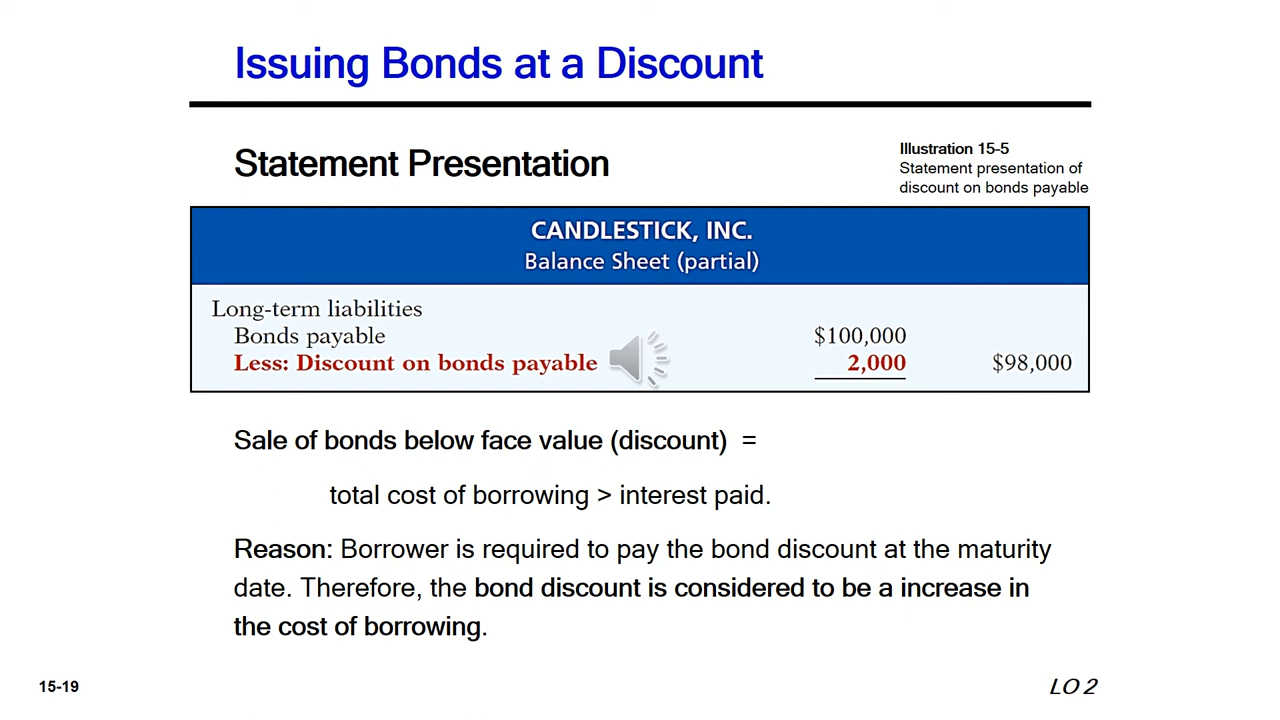 Issuing Bonds at a Discount
Statement Presentation
Illustration 15-5
Statement presentation of
discount on bonds payable
CANDLESTICK, INC.
Balance Sheet (partial)
Long-term liabilities
Bonds payable $100,000
Less: Discount on bonds payable 2,000 $98,000
Sale of bonds below face value (discount) =
total cost of borrowing > interest paid.
Reason: Borrower is required to pay the bond discount at the maturity
date. Therefore, the bond discount is considered to be a increase in
the cost of borrowing.
15-19
LO 2